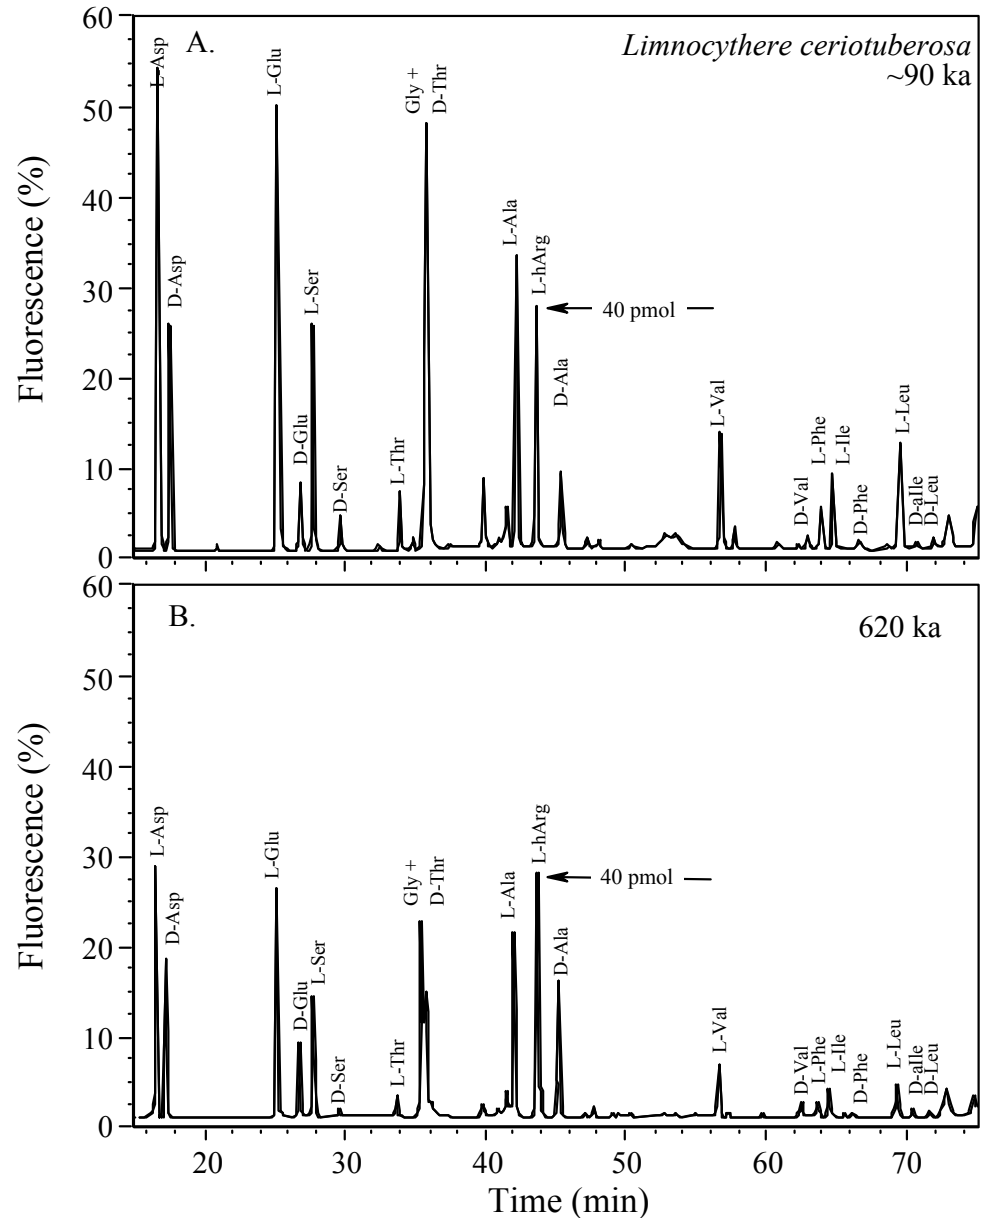 A.
Limnocythere ceriotuberosa
~90 ka
Fluorescence (%)
60
50
40
30
20
10
0
L-Asp
D-Asp
L-Glu
D-Glu
L-Ser
D-Ser
L-Thr
Gly +
D-Thr
L-Ala
L-hArg
40 pmol
D-Ala
L-Val
D-Val
L-Phe
L-Ile
D-Phe
L-Leu
D-aIle
D-Leu
B.
620 ka
Fluorescence (%)
60
50
40
30
20
10
0
L-Asp
D-Asp
L-Glu
D-Glu
L-Ser
D-Ser
L-Thr
Gly +
D-Thr
L-Ala
L-hArg
40 pmol
D-Ala
L-Val
D-Val
L-Phe
L-Ile
D-Phe
L-Leu
D-aIle
D-Leu
20
30
40
50
60
70
Time (min)